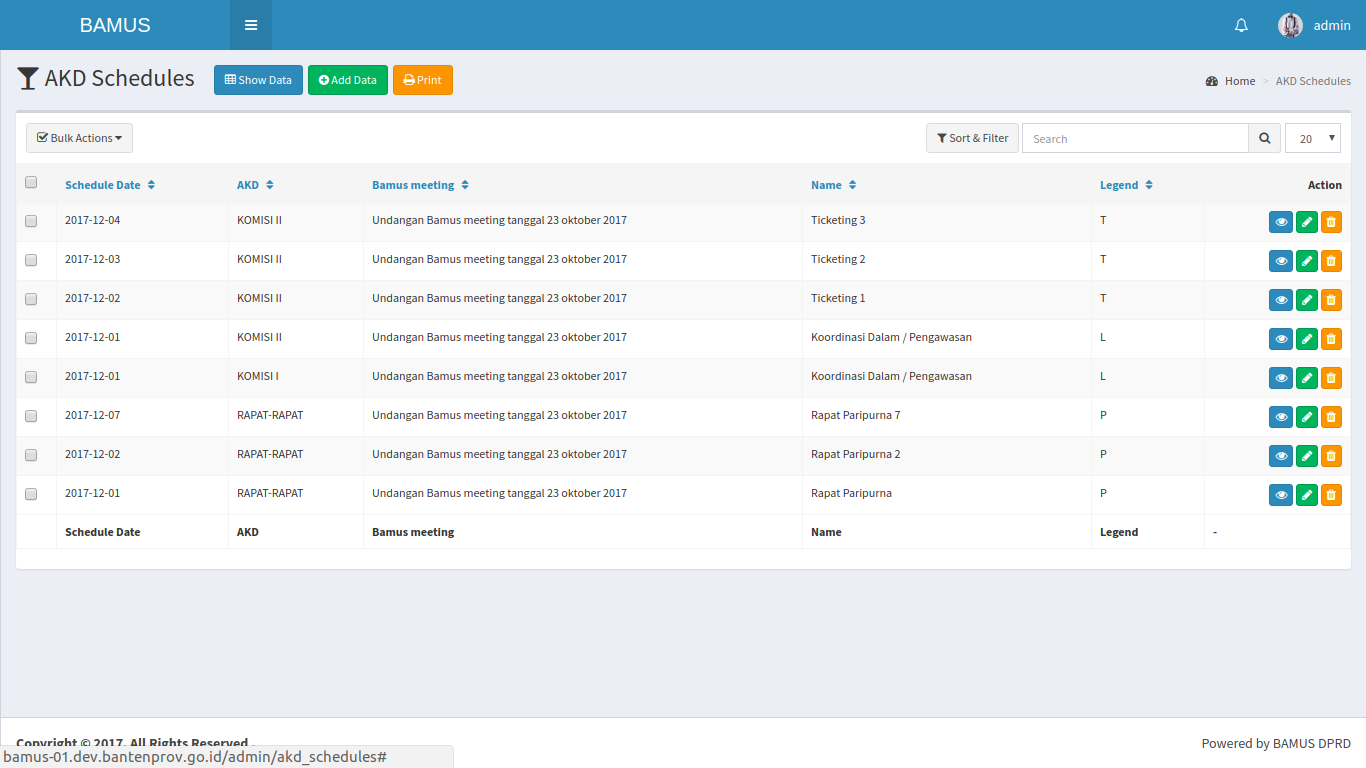 BAMUS
admin
AKD Schedules Show Data Add Data Print Home > AKD Schedules
Bulk Actions Sort & Filter Search 20
Schedule Date AKD Bamus meeting Name Legend Action
2017-12-04 KOMISI II Undangan Bamus meeting tanggal 23 oktober 2017 Ticketing 3 T
2017-12-03 KOMISI II Undangan Bamus meeting tanggal 23 oktober 2017 Ticketing 2 T
2017-12-02 KOMISI II Undangan Bamus meeting tanggal 23 oktober 2017 Ticketing 1 T
2017-12-01 KOMISI II Undangan Bamus meeting tanggal 23 oktober 2017 Koordinasi Dalam / Pengawasan L
2017-12-01 KOMISI I Undangan Bamus meeting tanggal 23 oktober 2017 Koordinasi Dalam / Pengawasan L
2017-12-07 RAPAT-RAPAT Undangan Bamus meeting tanggal 23 oktober 2017 Rapat Paripurna 7 P
2017-12-02 RAPAT-RAPAT Undangan Bamus meeting tanggal 23 oktober 2017 Rapat Paripurna 2 P
2017-12-01 RAPAT-RAPAT Undangan Bamus meeting tanggal 23 oktober 2017 Rapat Paripurna P
Schedule Date AKD Bamus meeting Name Legend -
Copyright © 2017. All Rights Reserved . Powered by BAMUS DPRD
bamus-01.dev.bantenprov.go.id/admin/akd_schedules#